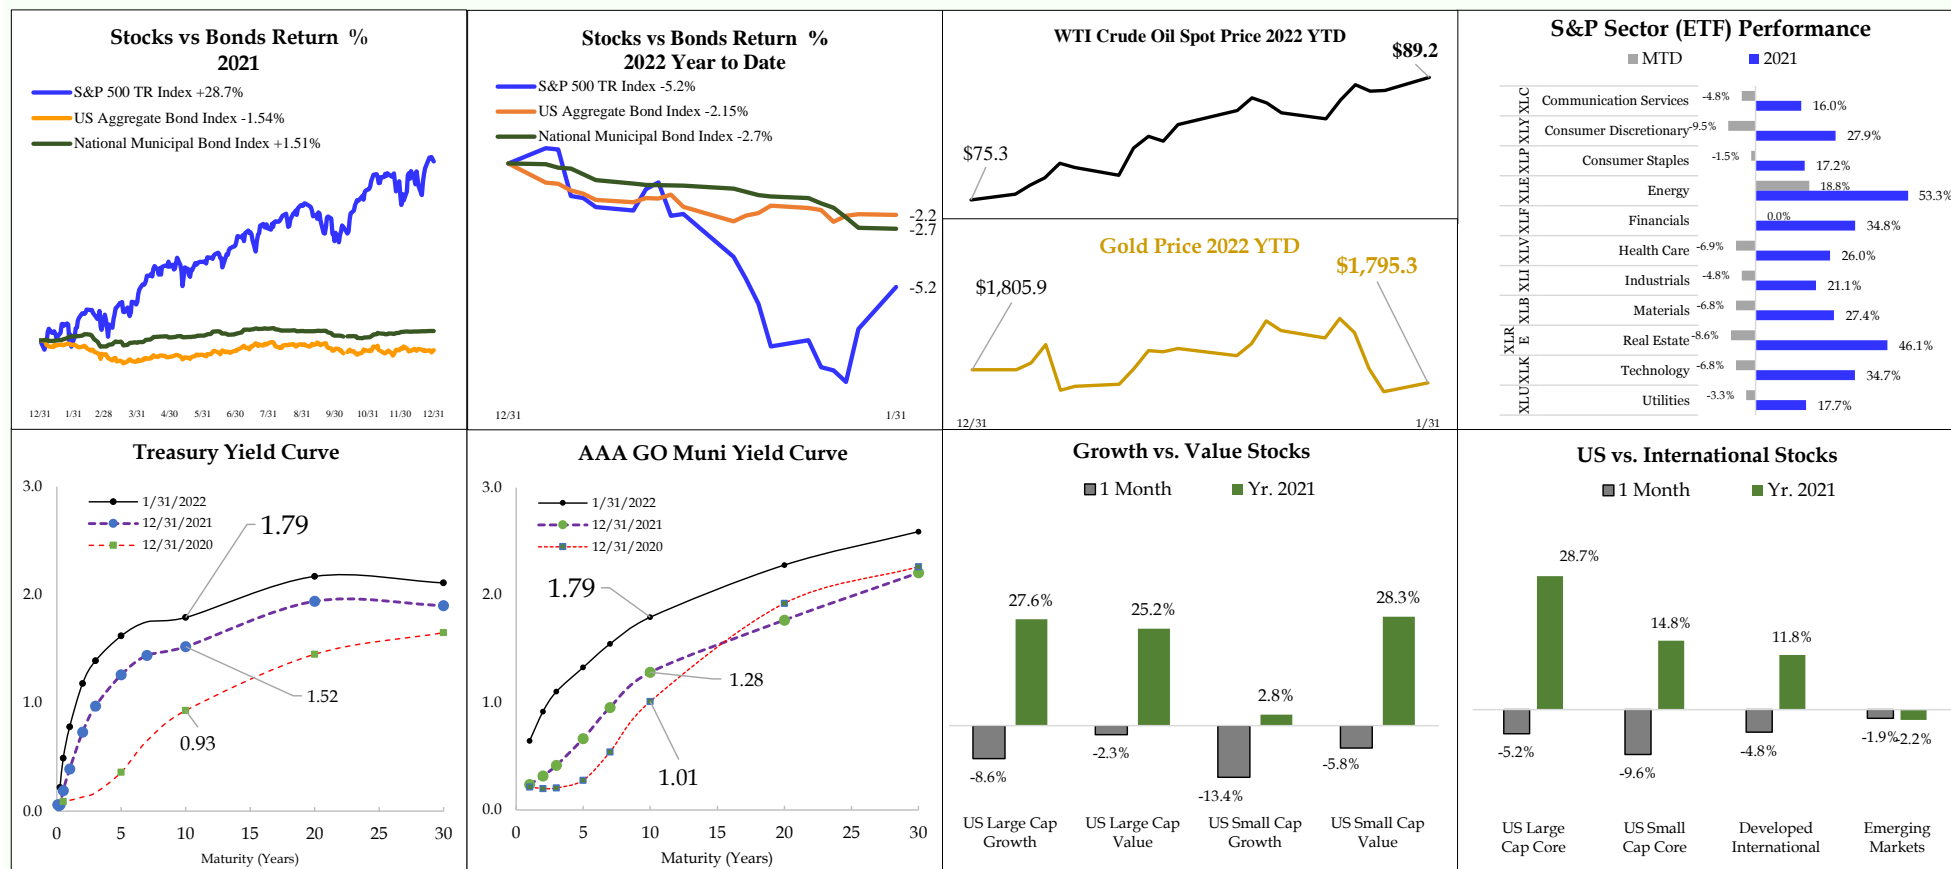 Stocks vs Bonds Return %
2021
S&P 500 TR Index +28.7%
US Aggregate Bond Index -1.54%
National Municipal Bond Index +1.51%
12/31 1/31 2/28 3/31 4/30 5/31 6/30 7/31 8/31 9/30 10/31 11/30 12/31
Stocks vs Bonds Return %
2022 Year to Date
S&P 500 TR Index -5.2%
US Aggregate Bond Index -2.15%
National Municipal Bond Index -2.7%
-2.2
-2.7
-5.2
12/31 1/31
WTI Crude Oil Spot Price 2022 YTD
$89.2
$75.3
Gold Price 2022 YTD
$1,795.3
$1,805.9
12/31 1/31
S&P Sector (ETF) Performance
MTD 2021
XLC Communication Services -4.8% 16.0%
XLY Consumer Discretionary -9.5% 27.9%
XLP Consumer Staples -1.5% 17.2%
XLE Energy 18.8% 53.3%
XLF Financials 0.0% 34.8%
XLV Health Care -6.9% 26.0%
XLI Industrials -4.8% 21.1%
XLB Materials -6.8% 27.4%
XLRE Real Estate -8.6% 46.1%
XLK Technology -6.8% 34.7%
XLU Utilities -3.3% 17.7%
Treasury Yield Curve
3.0
2.0
1.0
0.0
1/31/2022
12/31/2021
12/31/2020
1.79
1.52
0.93
0 5 10 15 20 25 30
Maturity (Years)
AAA GO Muni Yield Curve
3.0
2.0
1.0
0.0
1/31/2022
12/31/2021
12/31/2020
1.79
1.28
1.01
0 5 10 15 20 25 30
Maturity (Years)
Growth vs. Value Stocks
1 Month Yr. 2021
27.6% 25.2% 2.8% 28.3%
-8.6% -2.3% -13.4% -5.8%
US Large Cap Growth
US Large Cap Value
US Small Cap Growth
US Small Cap Value
US vs. International Stocks
1 Month Yr. 2021
28.7% 14.8% 11.8% -2.2%
-5.2% -9.6% -4.8% -1.9%
US Large Cap Core
US Small Cap Core
Developed International
Emerging Markets